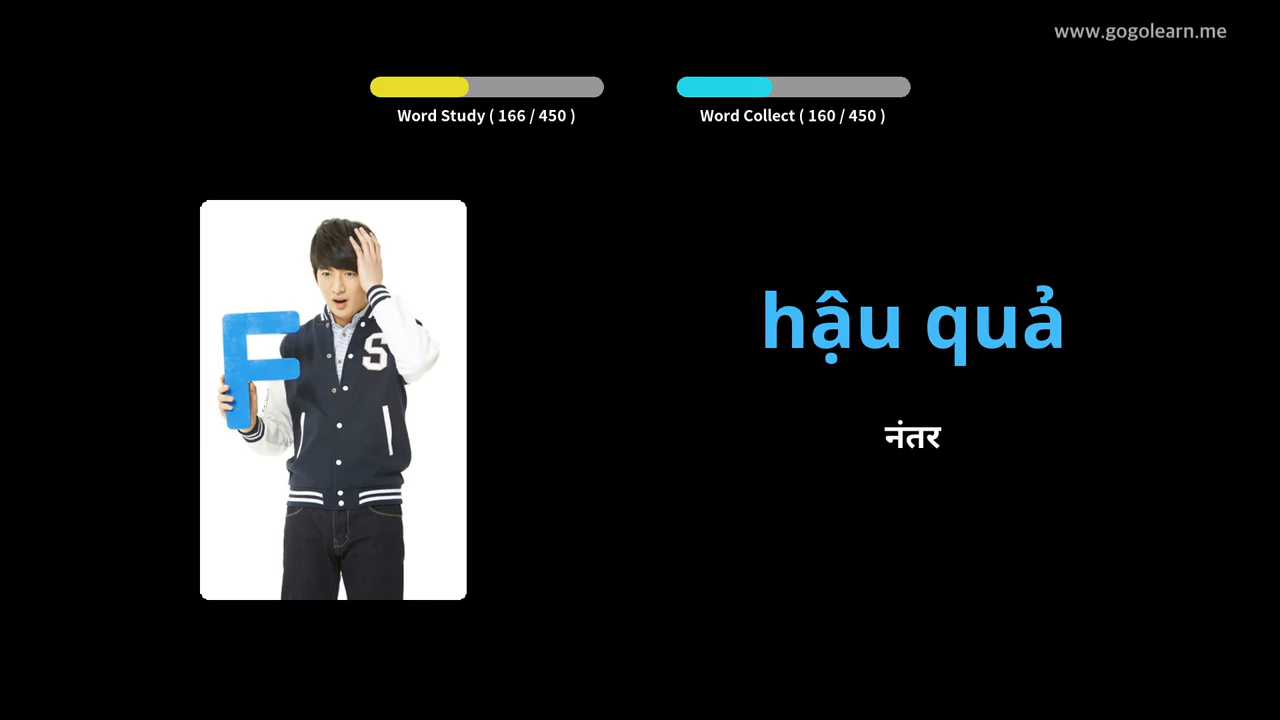 www.gogolearn.me
Word Study ( 166 / 450 )
Word Collect ( 160 / 450 )
F
S
hậu quả
नंतर